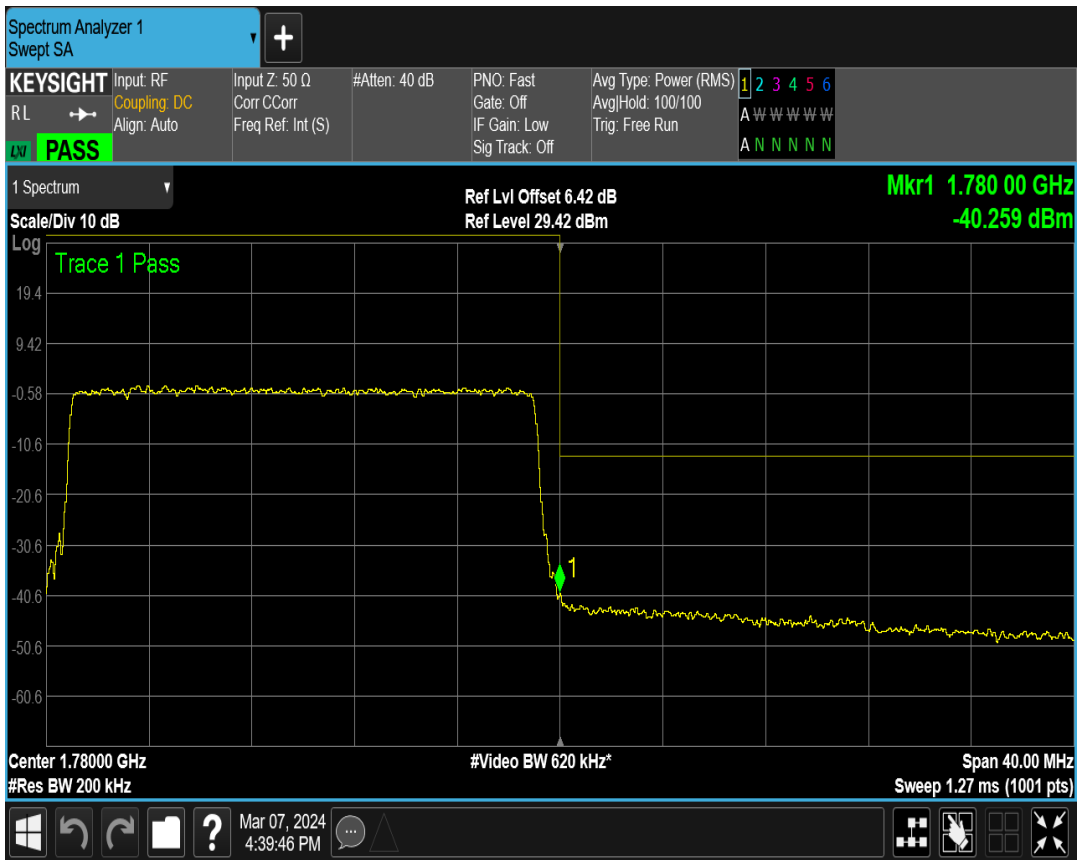 Spectrum Analyzer 1
Swept SA
+
KEYSIGHT
RL
LXI PASS
Input: RF
Coupling: DC
Align: Auto
Input Z: 50 Ω
Corr CCorr
Freq Ref: Int (S)
#Atten: 40 dB
PNO: Fast
Gate: Off
IF Gain: Low
Sig Track: Off
Avg Type: Power (RMS)
Avg|Hold: 100/100
Trig: Free Run
1 2 3 4 5 6
A W W W W W
A N N N N N
1 Spectrum
Scale/Div 10 dB
Ref Lvl Offset 6.42 dB
Ref Level 29.42 dBm
Mkr1 1.780 00 GHz
-40.259 dBm
Log
Trace 1 Pass
19.4
9.42
-0.58
-10.6
-20.6
-30.6
-40.6
-50.6
-60.6
1
Center 1.78000 GHz
#Res BW 200 kHz
#Video BW 620 kHz*
Span 40.00 MHz
Sweep 1.27 ms (1001 pts)
?
Mar 07, 2024
4:39:46 PM